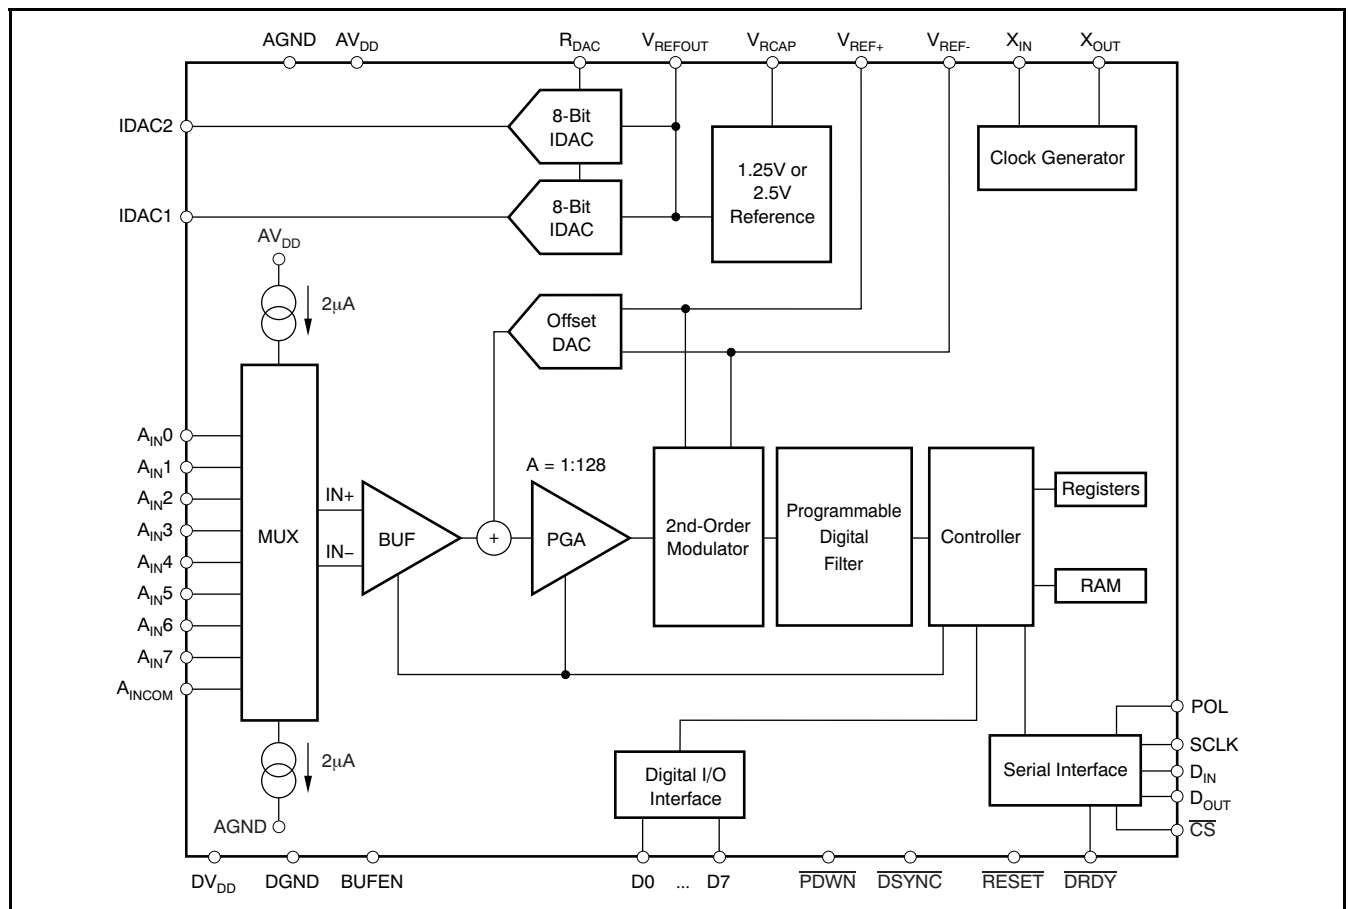 AGND AVDD RDAC VREFOUT VRCAP VREF+ VREF- XIN XOUT
IDAC2
8-Bit
IDAC
1.25V or
2.5V
Reference
Clock Generator
IDAC1
8-Bit
IDAC
AVDD
2μA
Offset
DAC
AIN0
AIN1
AIN2
AIN3
AIN4
AIN5
AIN6
AIN7
AINCOM
MUX
IN+
IN−
BUF
+
A = 1:128
PGA
2nd-Order
Modulator
Programmable
Digital
Filter
Controller
Registers
RAM
2μA
AGND
Digital I/O
Interface
Serial Interface
POL
SCLK
DIN
DOUT
CS
DVDD DGND BUFEN D0 ... D7 PDWN DSYNC RESET DRDY